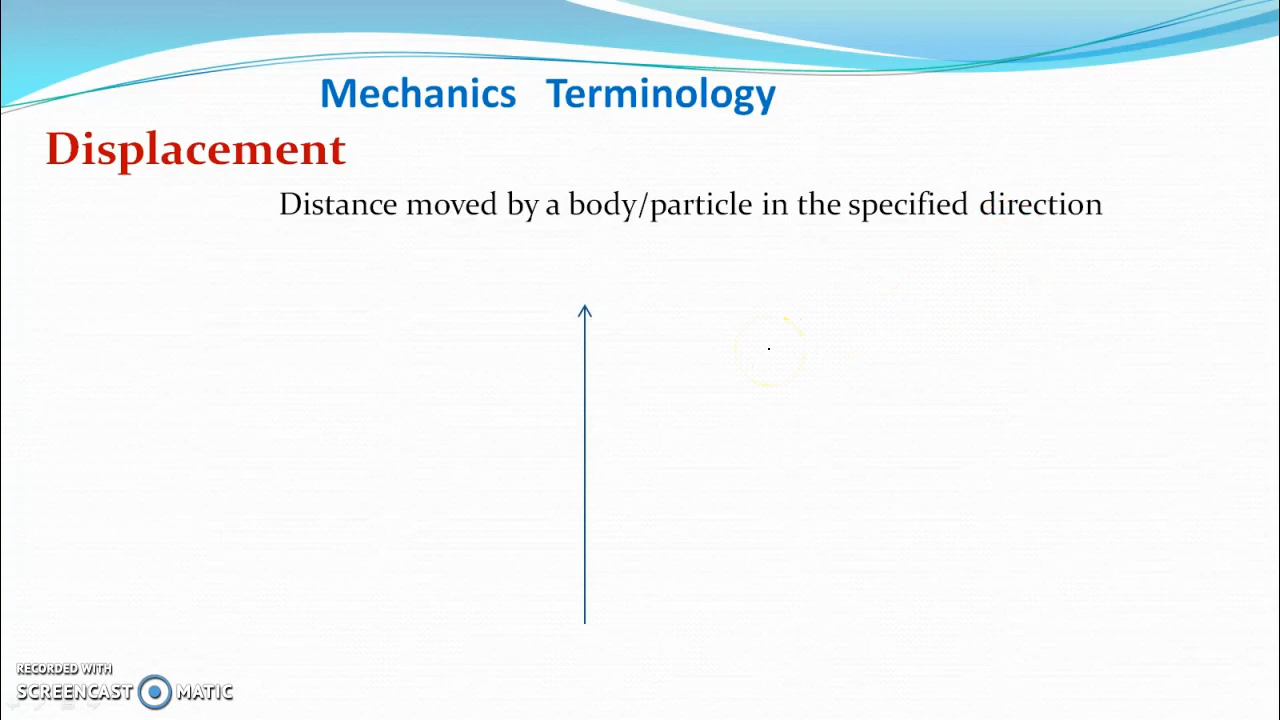 Mechanics Terminology
Displacement
Distance moved by a body/particle in the specified direction
RECORDED WITH
SCREENCAST MATIC